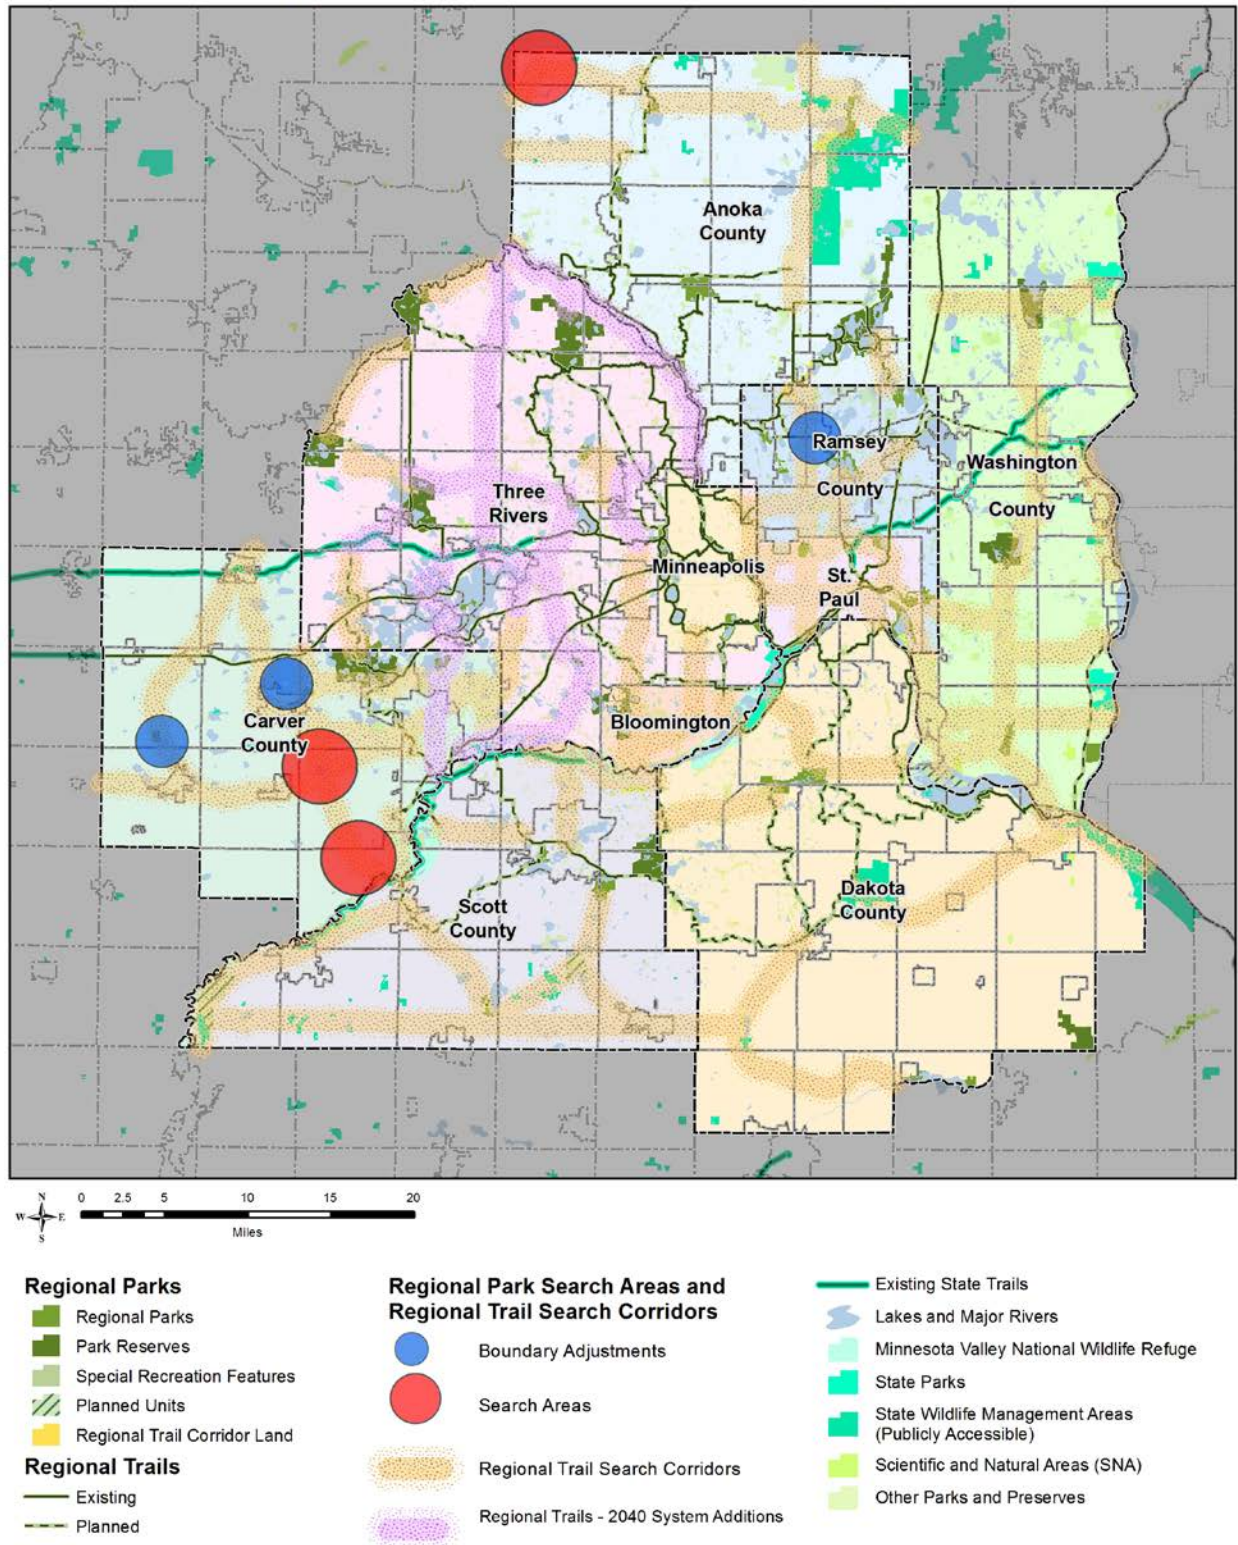 Anoka
County
Ramsey
County
Washington
County
Three
Rivers
Minneapolis
St.
Paul
Carver
County
Bloomington
Scott
County
Dakota
County
N
W E
S
0 2.5 5 10 15 20
Miles
Regional Parks
Regional Parks
Park Reserves
Special Recreation Features
Planned Units
Regional Trail Corridor Land
Regional Trails
Existing
Planned
Regional Park Search Areas and
Regional Trail Search Corridors
Boundary Adjustments
Search Areas
Regional Trail Search Corridors
Regional Trails - 2040 System Additions
Existing State Trails
Lakes and Major Rivers
Minnesota Valley National Wildlife Refuge
State Parks
State Wildlife Management Areas
(Publicly Accessible)
Scientific and Natural Areas (SNA)
Other Parks and Preserves